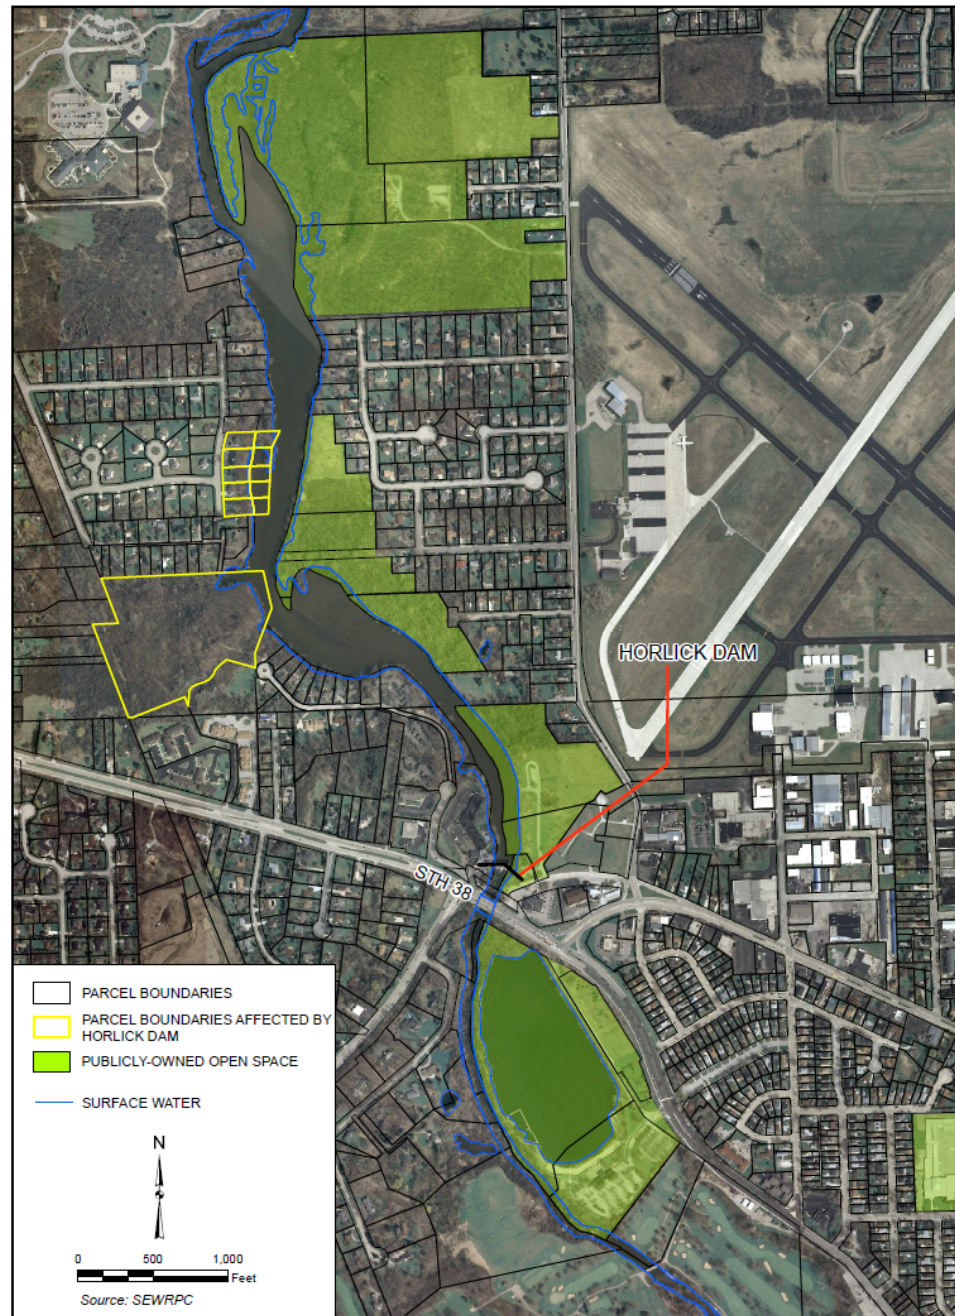 HORLICK DAM
STH 38
PARCEL BOUNDARIES
PARCEL BOUNDARIES AFFECTED BY
HORLICK DAM
PUBLICLY-OWNED OPEN SPACE
SURFACE WATER
N
0 500 1,000
Feet
Source: SEWRPC